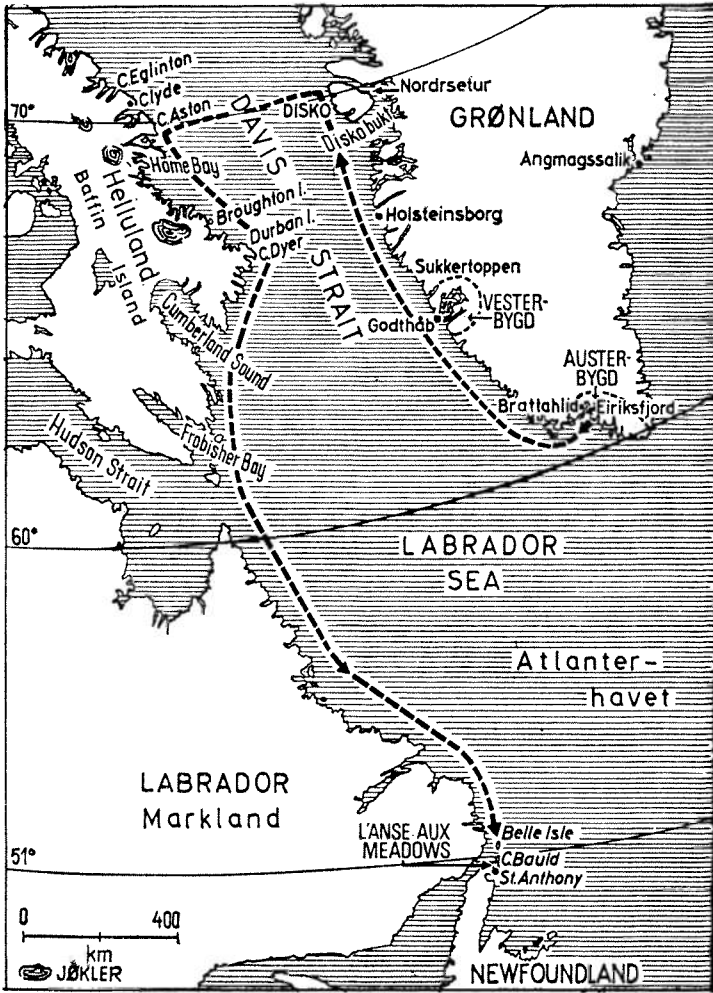 C.Eglinton
Clyde
C.Aston
70°
DAVIS
STRAIT
DISKO
Disko bukt
Nordrsetur
GRØNLAND
Angmagssalik
Home Bay
Helluland
Baffin
Island
Broughton I.
Durban I.
C.Dyer
Holsteinsborg
Sukkertoppen
VESTER-
BYGD
Godthåb
Cumberland Sound
AUSTER-
BYGD
Brattahlid
Eiriksfjord
Frobisher Bay
Hudson Strait
60°
LABRADOR
SEA
Atlanter-
havet
LABRADOR
Markland
L'ANSE AUX
MEADOWS
Belle Isle
51°
C.Bauld
St.Anthony
0 400
km
JØKLER
NEWFOUNDLAND